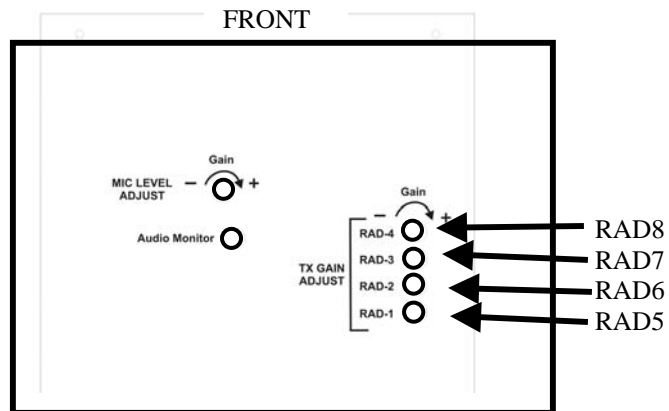 FRONT
Gain
MIC LEVEL
ADJUST
− +
Audio Monitor
Gain
− +
TX GAIN
ADJUST
RAD-4
RAD-3
RAD-2
RAD-1
RAD8
RAD7
RAD6
RAD5